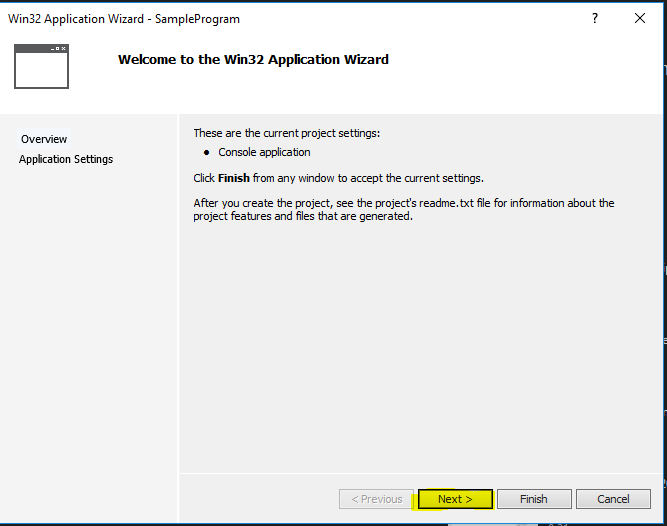 Win32 Application Wizard - SampleProgram
?
Welcome to the Win32 Application Wizard
Overview
Application Settings
These are the current project settings:
● Console application
Click Finish from any window to accept the current settings.
After you create the project, see the project's readme.txt file for information about the
project features and files that are generated.
< Previous
Next >
Finish
Cancel